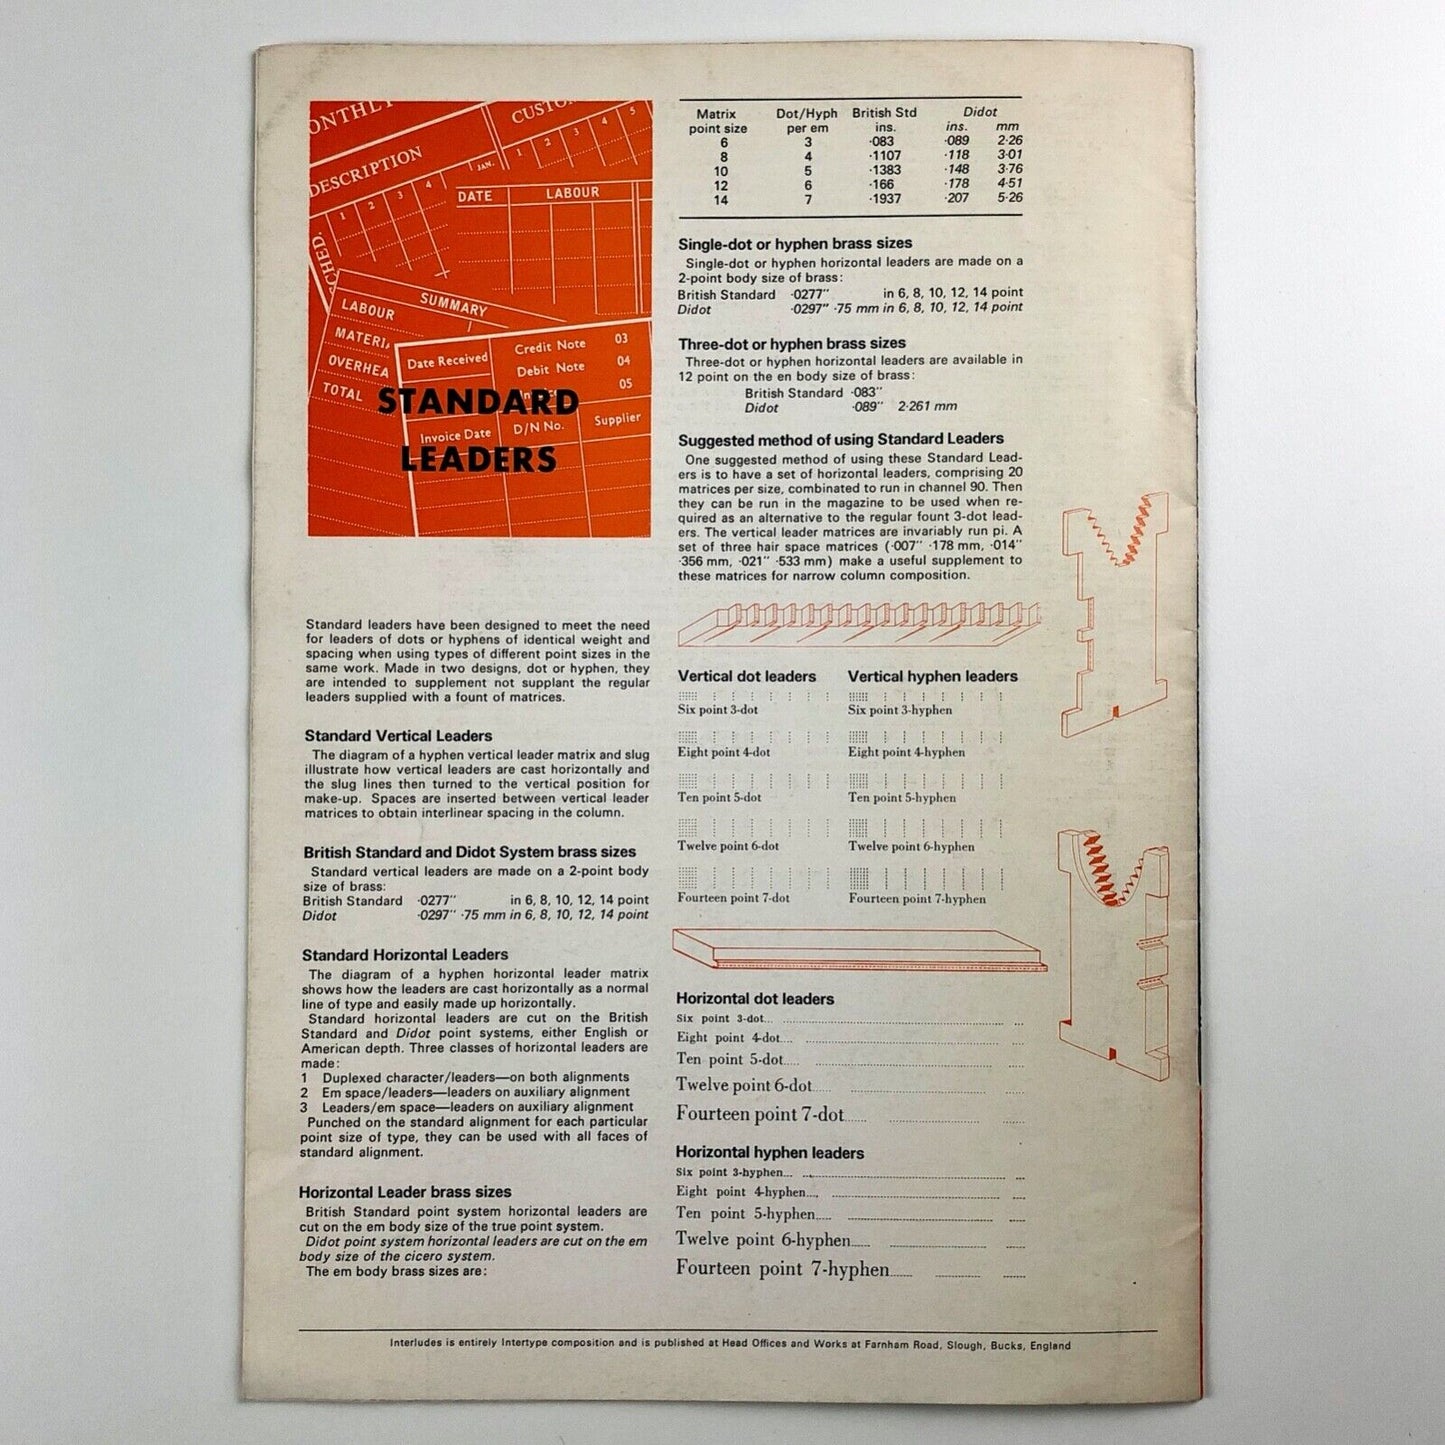 ONTHL
CUSTO
DESCRIPTION
JAN.
1 2 3 4 5
1 2 3 4
SCHED.
DATE LABOUR
SUMMARY
LABOUR
MATERI
OVERHEA
TOTAL
Date Received Credit Note 03
Debit Note 04
05
Invoice Date D/N No. Supplier
STANDARD
LEADERS
Standard leaders have been designed to meet the need
for leaders of dots or hyphens of identical weight and
spacing when using types of different point sizes in the
same work. Made in two designs, dot or hyphen, they
are intended to supplement not supplant the regular
leaders supplied with a fount of matrices.
Standard Vertical Leaders
The diagram of a hyphen vertical leader matrix and slug
illustrate how vertical leaders are cast horizontally and
the slug lines then turned to the vertical position for
make-up. Spaces are inserted between vertical leader
matrices to obtain interlinear spacing in the column.
British Standard and Didot System brass sizes
Standard vertical leaders are made on a 2-point body
size of brass:
British Standard ·0277″ in 6, 8, 10, 12, 14 point
Didot ·0297″ ·75 mm in 6, 8, 10, 12, 14 point
Standard Horizontal Leaders
The diagram of a hyphen horizontal leader matrix
shows how the leaders are cast horizontally as a normal
line of type and easily made up horizontally.
Standard horizontal leaders are cut on the British
Standard and Didot point systems, either English or
American depth. Three classes of horizontal leaders are
made:
1 Duplexed character/leaders—on both alignments
2 Em space/leaders—leaders on auxiliary alignment
3 Leaders/em space—leaders on auxiliary alignment
Punched on the standard alignment for each particular
point size of type, they can be used with all faces of
standard alignment.
Horizontal Leader brass sizes
British Standard point system horizontal leaders are
cut on the em body size of the true point system.
Didot point system horizontal leaders are cut on the em
body size of the cicero system.
The em body brass sizes are:
Matrix Dot/Hyph British Std Didot
point size per em ins. ins. mm
6 3 ·083 ·089 2·26
8 4 ·1107 ·118 3·01
10 5 ·1383 ·148 3·76
12 6 ·166 ·178 4·51
14 7 ·1937 ·207 5·26
Single-dot or hyphen brass sizes
Single-dot or hyphen horizontal leaders are made on a
2-point body size of brass:
British Standard ·0277″ in 6, 8, 10, 12, 14 point
Didot ·0297″ ·75 mm in 6, 8, 10, 12, 14 point
Three-dot or hyphen brass sizes
Three-dot or hyphen horizontal leaders are available in
12 point on the en body size of brass:
British Standard ·083″
Didot ·089″ 2·261 mm
Suggested method of using Standard Leaders
One suggested method of using these Standard Lead-
ers is to have a set of horizontal leaders, comprising 20
matrices per size, combinated to run in channel 90. Then
they can be run in the magazine to be used when re-
quired as an alternative to the regular fount 3-dot lead-
ers. The vertical leader matrices are invariably run pi. A
set of three hair space matrices (·007″ ·178 mm, ·014″
·356 mm, ·021″ ·533 mm) make a useful supplement to
these matrices for narrow column composition.
Vertical dot leaders
Six point 3-dot
Eight point 4-dot
Ten point 5-dot
Twelve point 6-dot
Fourteen point 7-dot
Vertical hyphen leaders
Six point 3-hyphen
Eight point 4-hyphen
Ten point 5-hyphen
Twelve point 6-hyphen
Fourteen point 7-hyphen
Horizontal dot leaders
Six point 3-dot...
Eight point 4-dot....
Ten point 5-dot.....
Twelve point 6-dot......
Fourteen point 7-dot.......
Horizontal hyphen leaders
Six point 3-hyphen...
Eight point 4-hyphen....
Ten point 5-hyphen.....
Twelve point 6-hyphen......
Fourteen point 7-hyphen.......
Interludes is entirely Intertype composition and is published at Head Offices and Works at Farnham Road, Slough, Bucks, England